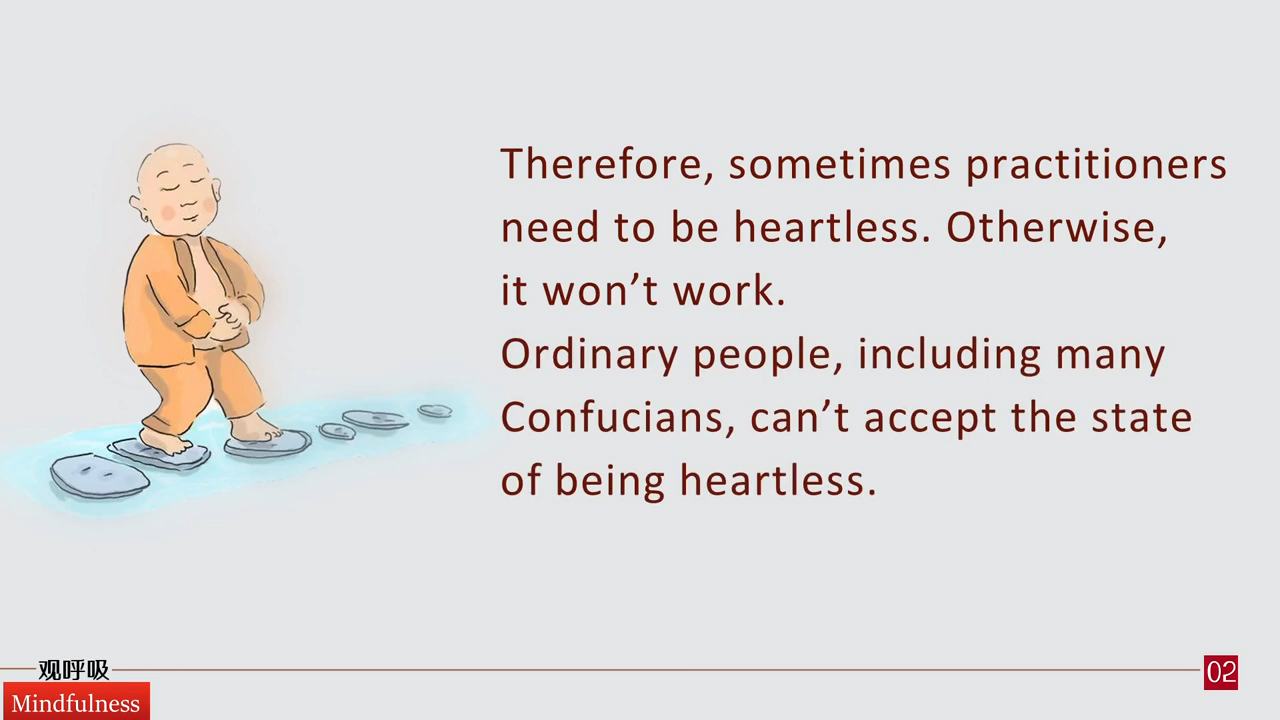 Therefore, sometimes practitioners
need to be heartless. Otherwise,
it won’t work.
Ordinary people, including many
Confucians, can’t accept the state
of being heartless.
观呼吸
02
Mindfulness